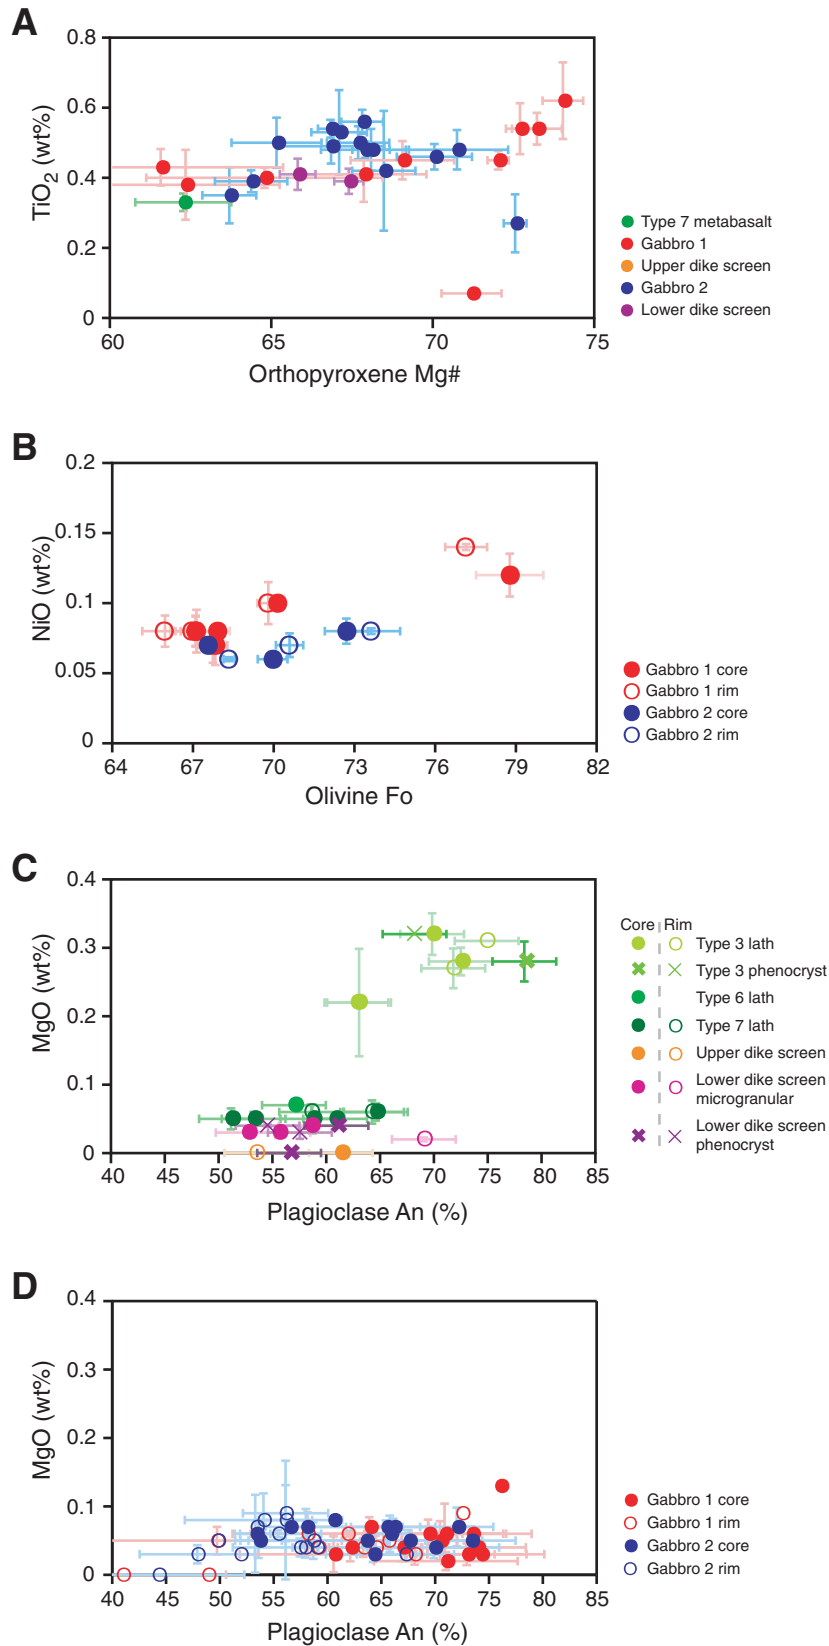 A
0.8
0.6
0.4
0.2
0
TiO2 (wt%)
60 65 70 75
Orthopyroxene Mg#
Type 7 metabasalt
Gabbro 1
Upper dike screen
Gabbro 2
Lower dike screen
B
0.2
0.15
0.1
0.05
0
NiO (wt%)
64 67 70 73 76 79 82
Olivine Fo
Gabbro 1 core
Gabbro 1 rim
Gabbro 2 core
Gabbro 2 rim
C
0.4
0.3
0.2
0.1
0
MgO (wt%)
40 45 50 55 60 65 70 75 80 85
Plagioclase An (%)
Core Rim
Type 3 lath
Type 3 phenocryst
Type 6 lath
Type 7 lath
Upper dike screen
Lower dike screen
microgranular
Lower dike screen
phenocryst
D
0.4
0.3
0.2
0.1
0
MgO (wt%)
40 45 50 55 60 65 70 75 80 85
Plagioclase An (%)
Gabbro 1 core
Gabbro 1 rim
Gabbro 2 core
Gabbro 2 rim